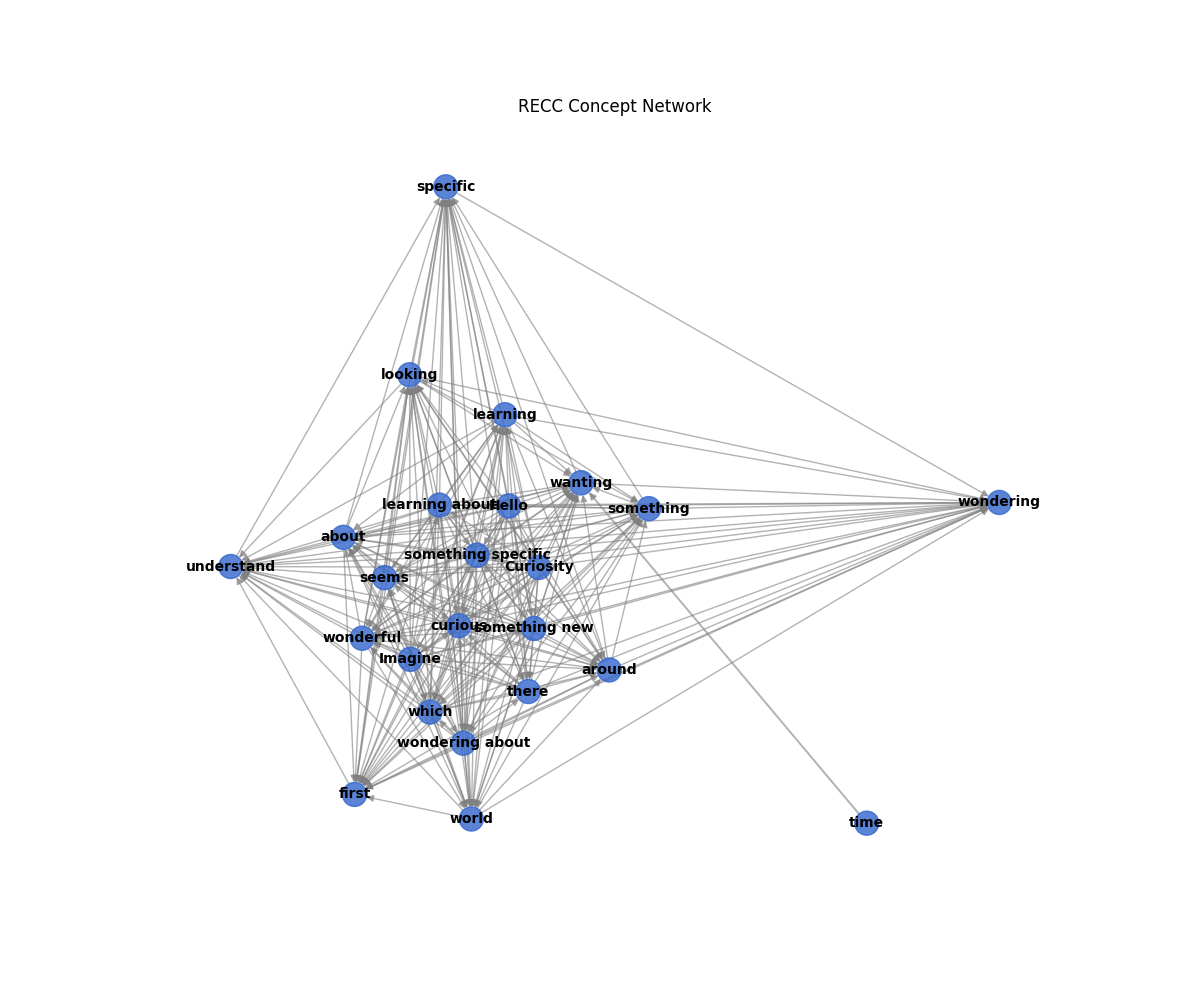 RECC Concept Network
specific
looking
learning
wanting
wondering
learning about
Hello
something
about
something specific
understand
Curiosity
seems
curious
something new
wonderful
Imagine
around
there
which
wondering about
first
world
time